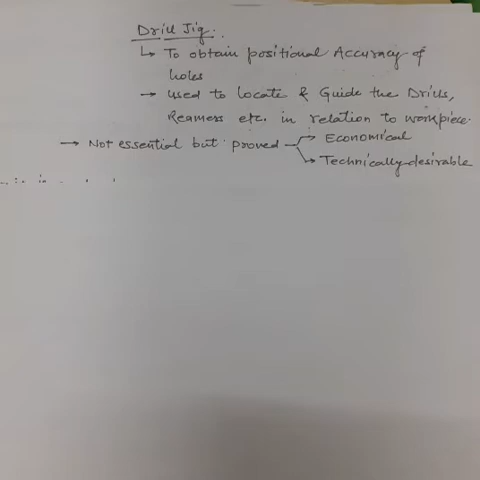 Drill Jig:.
↳ To obtain positional Accuracy of
holes
→ Used to Locate & Guide the Drills,
Reamess etc. in relation to workpiece.
→ Not essential but proved → Economical
→ Technically desirable